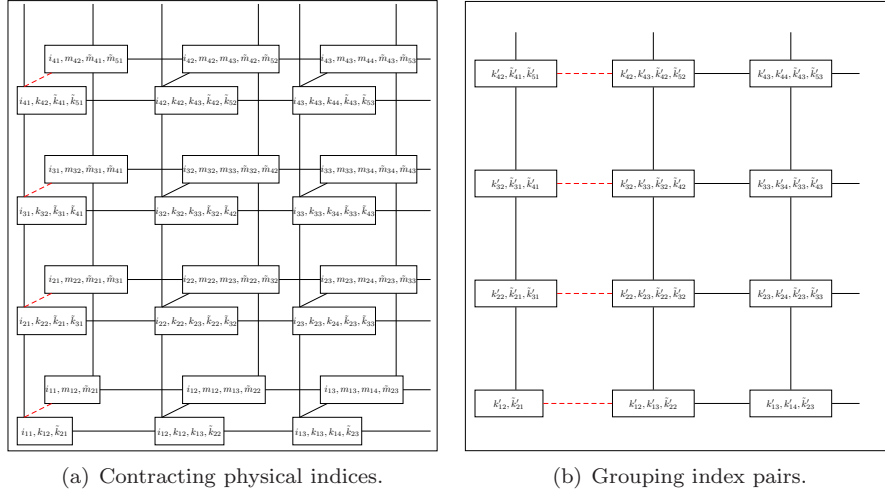 i41, m42, m̃41, m̃51
i42, m42, m43, m̃42, m̃52
i43, m43, m44, m̃43, m̃53
i41, k42, k̃41, k̃51
i42, k42, k43, k̃42, k̃52
i43, k43, k44, k̃43, k̃53
i31, m32, m̃31, m̃41
i32, m32, m33, m̃32, m̃42
i33, m33, m34, m̃33, m̃43
i31, k32, k̃31, k̃41
i32, k32, k33, k̃32, k̃42
i33, k33, k34, k̃33, k̃43
i21, m22, m̃21, m̃31
i22, m22, m23, m̃22, m̃32
i23, m23, m24, m̃23, m̃33
i21, k22, k̃21, k̃31
i22, k22, k23, k̃22, k̃32
i23, k23, k24, k̃23, k̃33
i11, m12, m̃21
i12, m12, m13, m̃22
i13, m13, m14, m̃23
i11, k12, k̃21
i12, k12, k13, k̃22
i13, k13, k14, k̃23
(a) Contracting physical indices.
k′42, k̃′41, k̃′51
k′42, k′43, k̃′42, k̃′52
k′43, k′44, k̃′43, k̃′53
k′32, k̃′31, k̃′41
k′32, k′33, k̃′32, k̃′42
k′33, k′34, k̃′33, k̃′43
k′22, k̃′21, k̃′31
k′22, k′23, k̃′22, k̃′32
k′23, k′24, k̃′23, k̃′33
k′12, k̃′21
k′12, k′13, k̃′22
k′13, k′14, k̃′23
(b) Grouping index pairs.